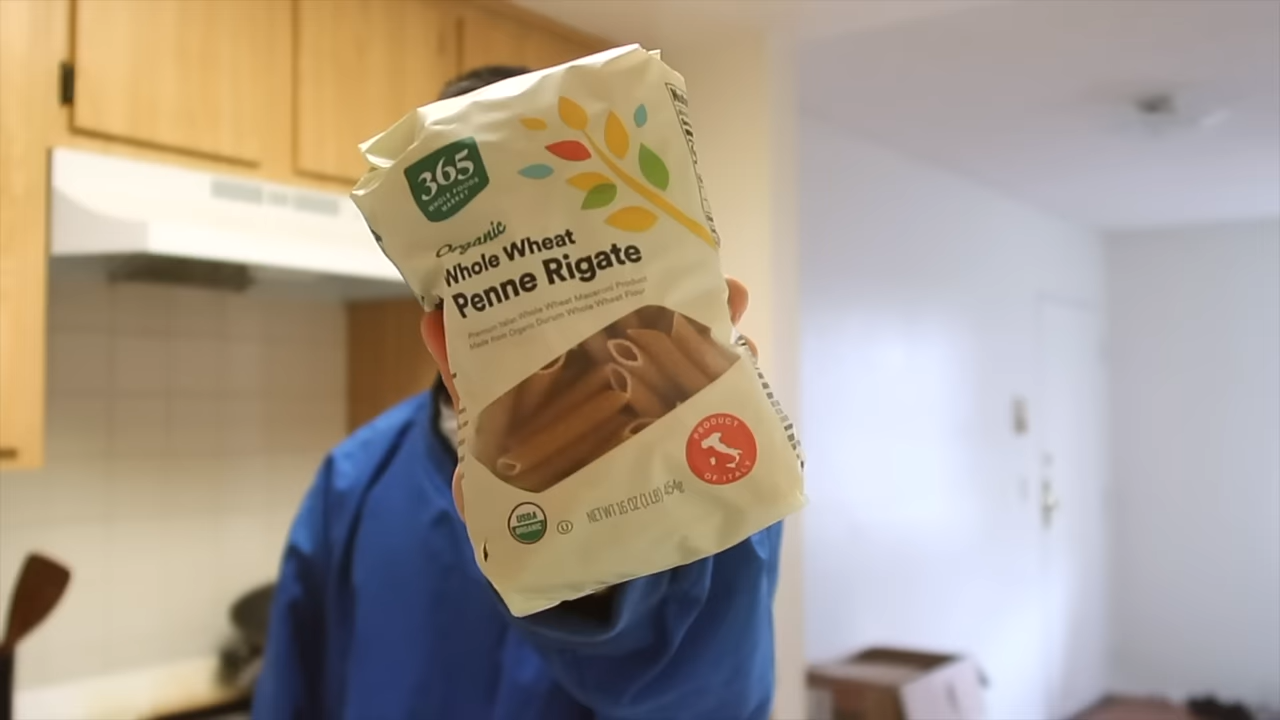 365
WHOLE FOODS
MARKET
Organic
Whole Wheat
Penne Rigate
Premium Italian Whole Wheat Macaroni Product
Made from Organic Durum Whole Wheat Flour
PRODUCT
OF ITALY
USDA
ORGANIC
U
NET WT 16 OZ (1 LB) 454g